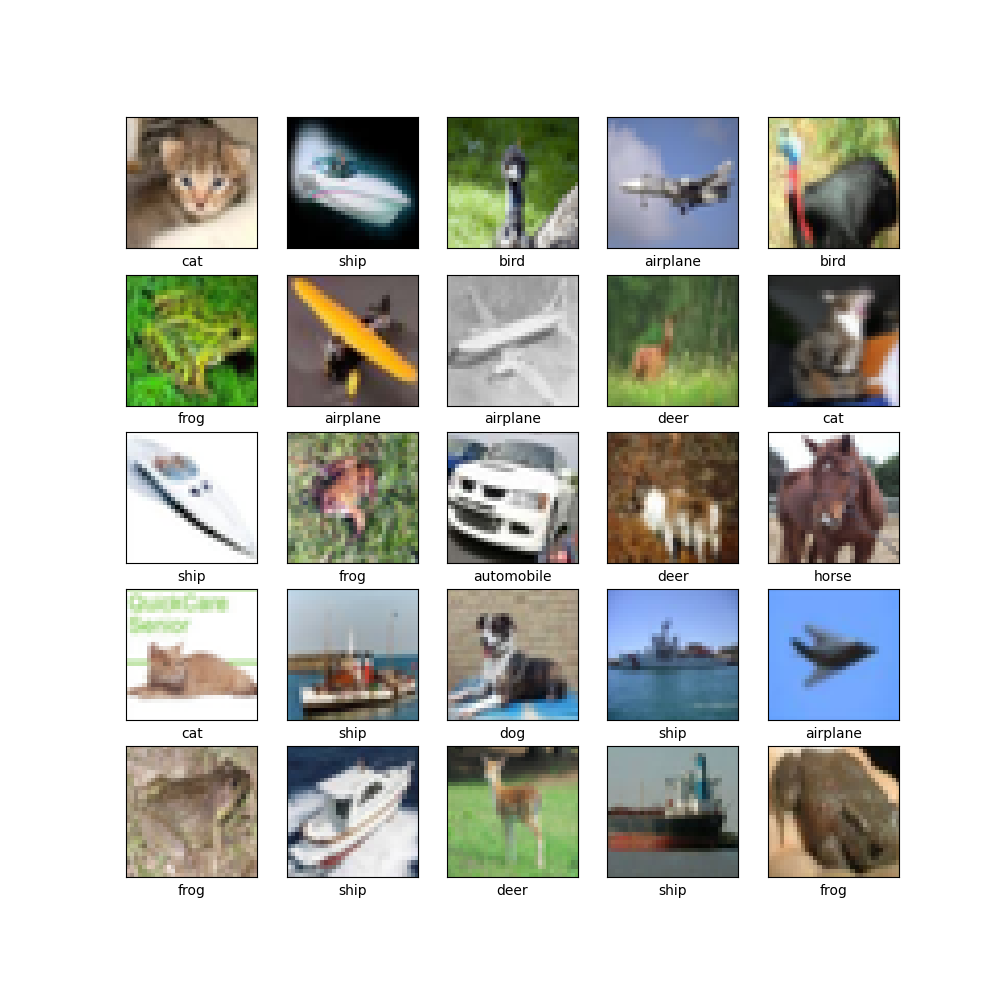 cat
ship
bird
airplane
bird
frog
airplane
airplane
deer
cat
ship
frog
automobile
deer
horse
QuickCare
Senior
cat
ship
dog
ship
airplane
frog
ship
deer
ship
frog